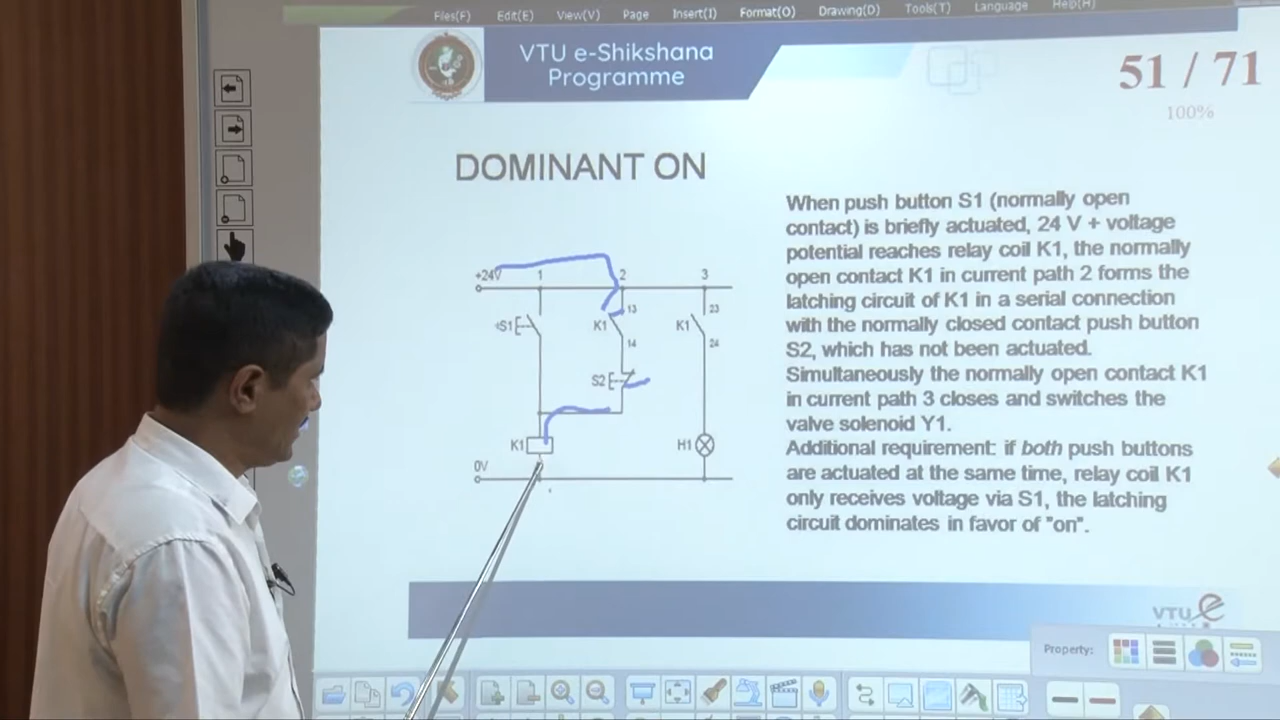 Files(F) Edit(E) View(V) Page Insert(I) Format(O) Drawing(D) Tools(T) Language Help(H)
VTU e-Shikshana
Programme
51 / 71
100%
DOMINANT ON
When push button S1 (normally open
contact) is briefly actuated, 24 V + voltage
potential reaches relay coil K1, the normally
open contact K1 in current path 2 forms the
latching circuit of K1 in a serial connection
with the normally closed contact push button
S2, which has not been actuated.
Simultaneously the normally open contact K1
in current path 3 closes and switches the
valve solenoid Y1.
Additional requirement: if both push buttons
are actuated at the same time, relay coil K1
only receives voltage via S1, the latching
circuit dominates in favor of "on".
+24V 1 2 3
13 23
S1 K1 K1
14 24
S2
K1 H1
0V
VTU e
Property: